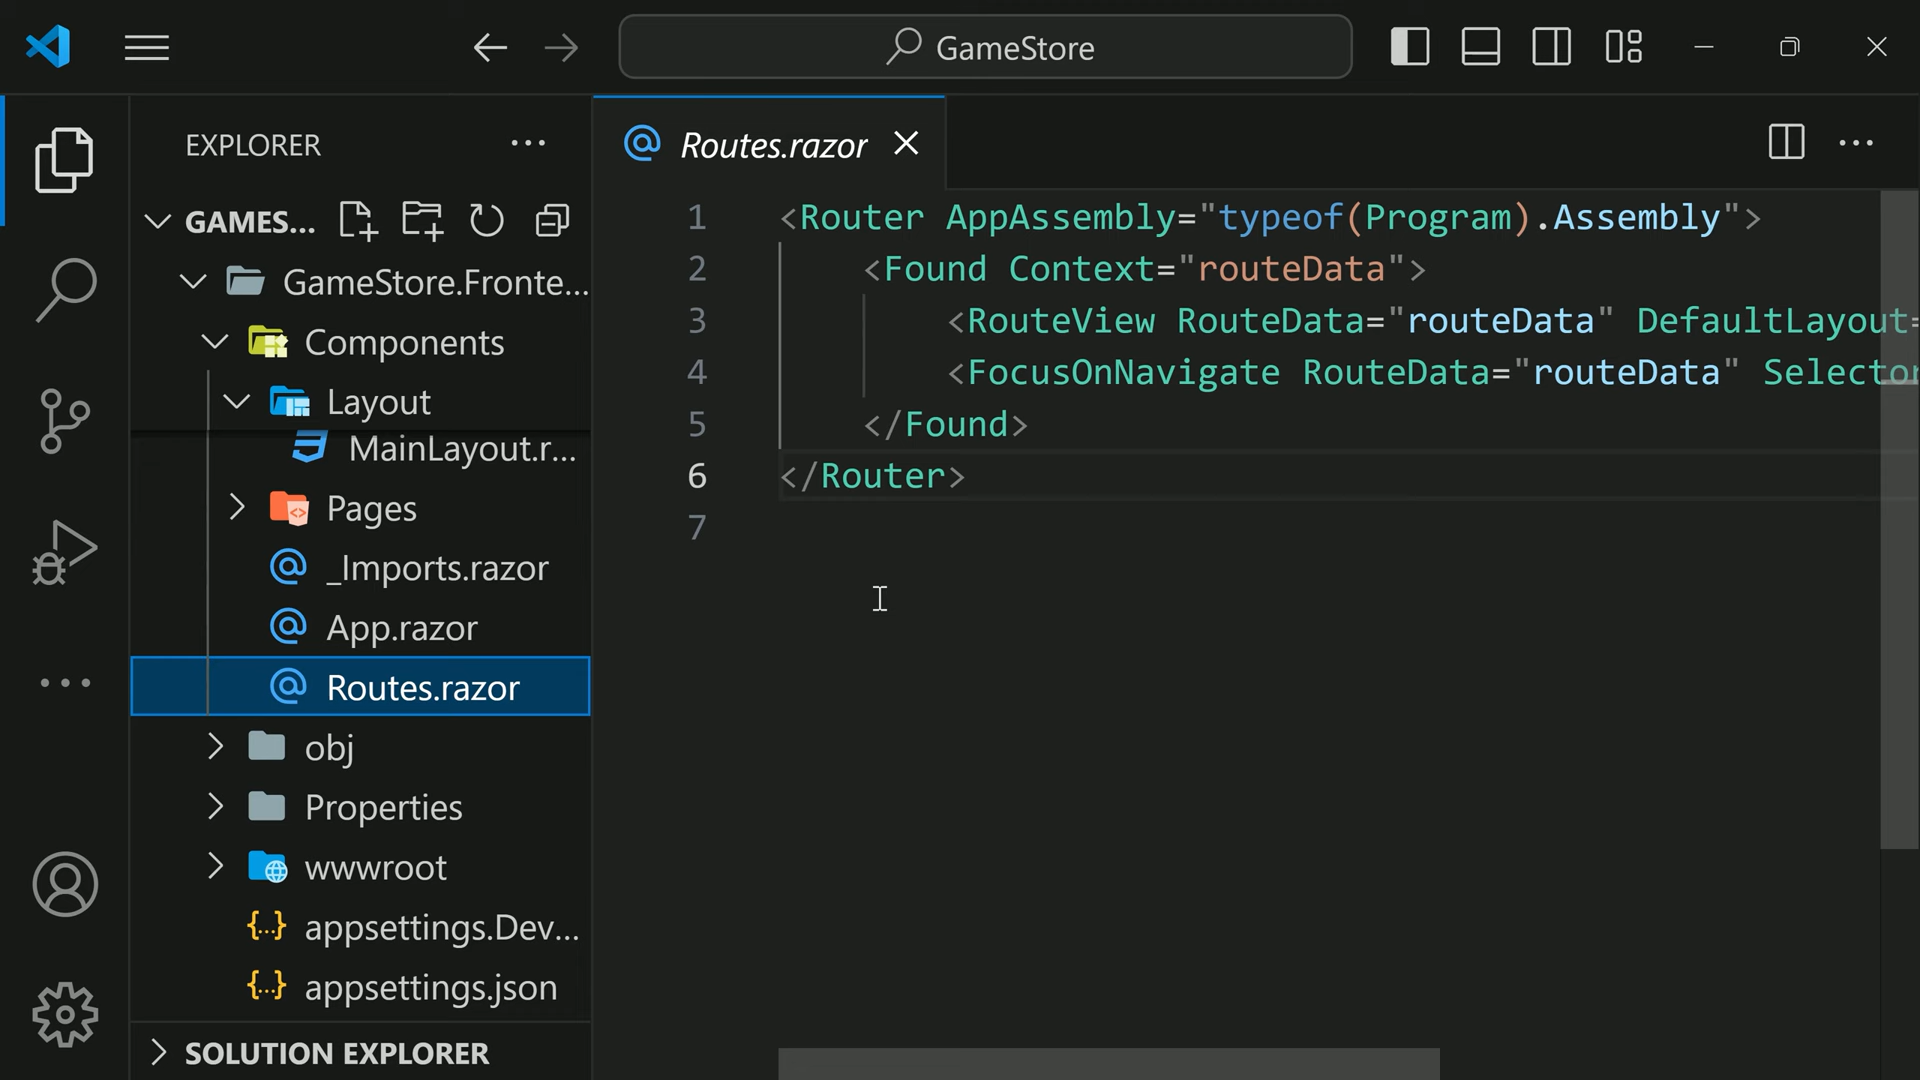 GameStore
EXPLORER
GAMES...
GameStore.Fronte...
Components
Layout
MainLayout.r...
Pages
_Imports.razor
App.razor
Routes.razor
obj
Properties
wwwroot
appsettings.Dev...
appsettings.json
SOLUTION EXPLORER
Routes.razor
1 <Router AppAssembly="typeof(Program).Assembly">
2 <Found Context="routeData">
3 <RouteView RouteData="routeData" DefaultLayout=
4 <FocusOnNavigate RouteData="routeData" Selector
5 </Found>
6 </Router>
7